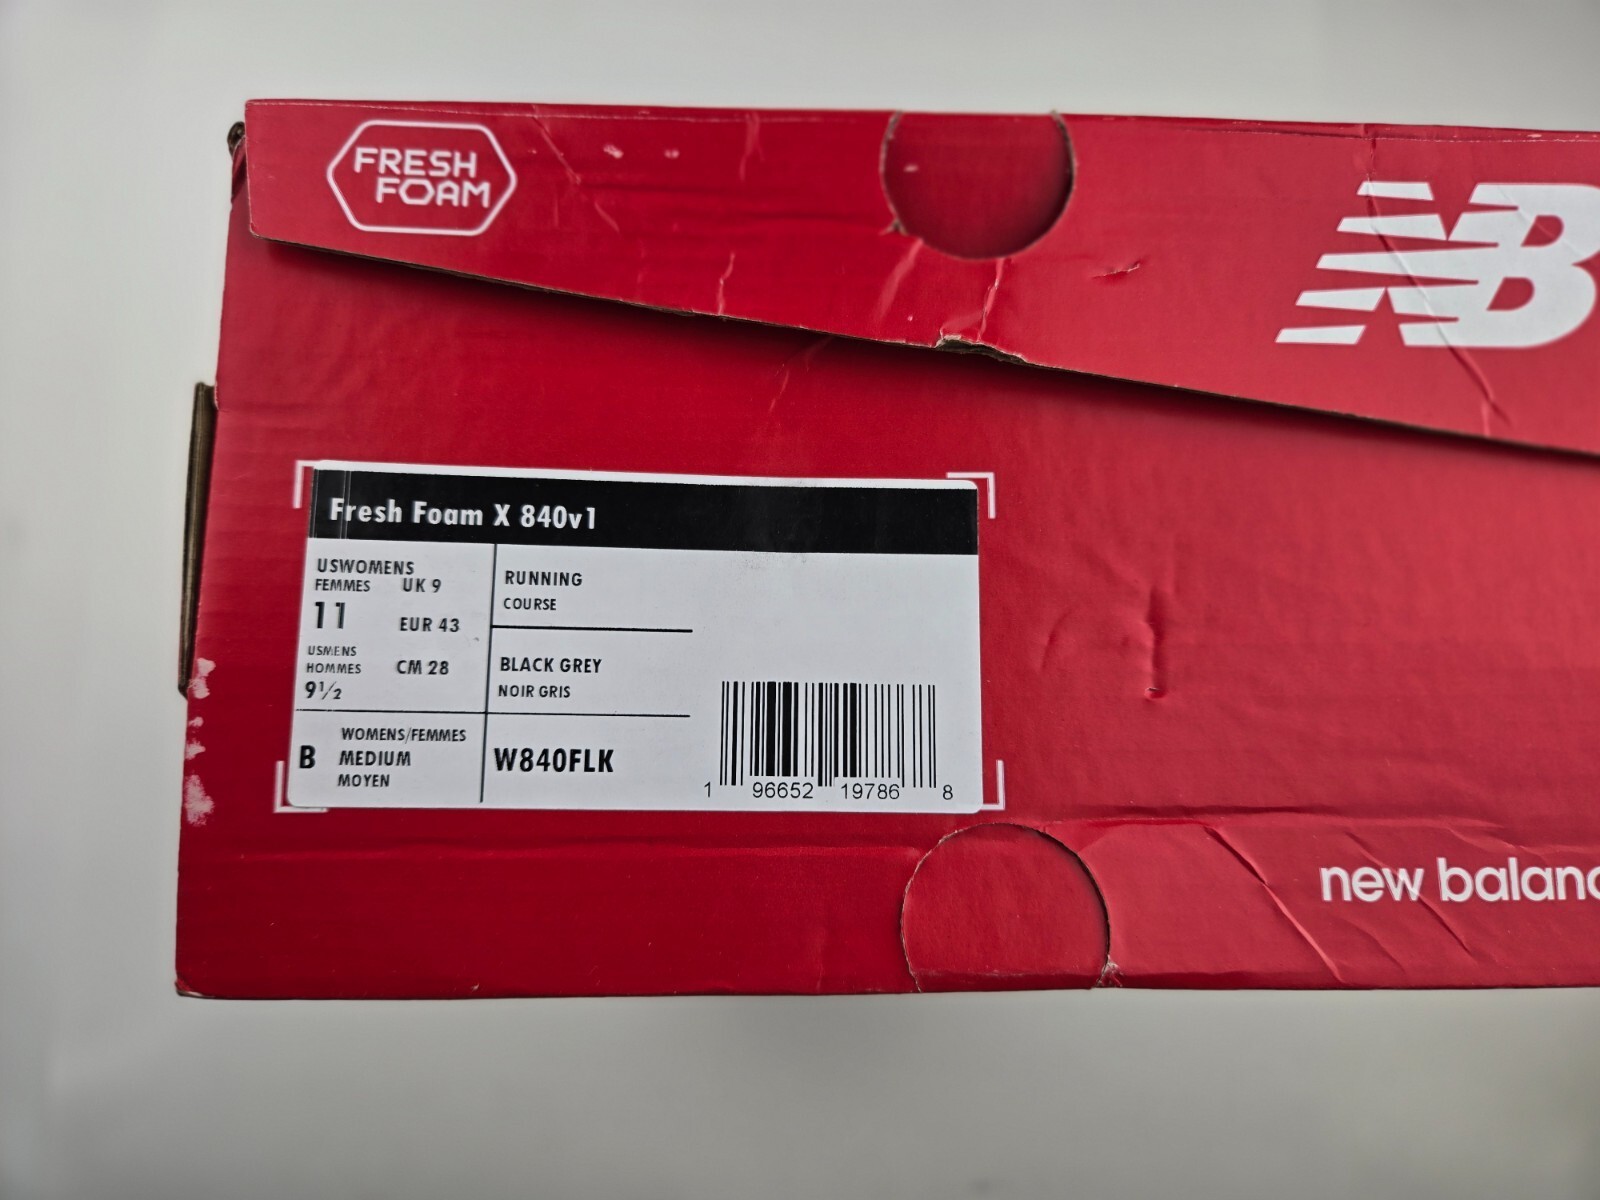 FRESH
FOAM
NB
Fresh Foam X 840v1
USWOMENS
FEMMES
11
UK 9
EUR 43
USMENS
HOMMES
9½
CM 28
RUNNING
COURSE
BLACK GREY
NOIR GRIS
B
WOMENS/FEMMES
MEDIUM
MOYEN
W840FLK
1 96652 19786 8
new balanc